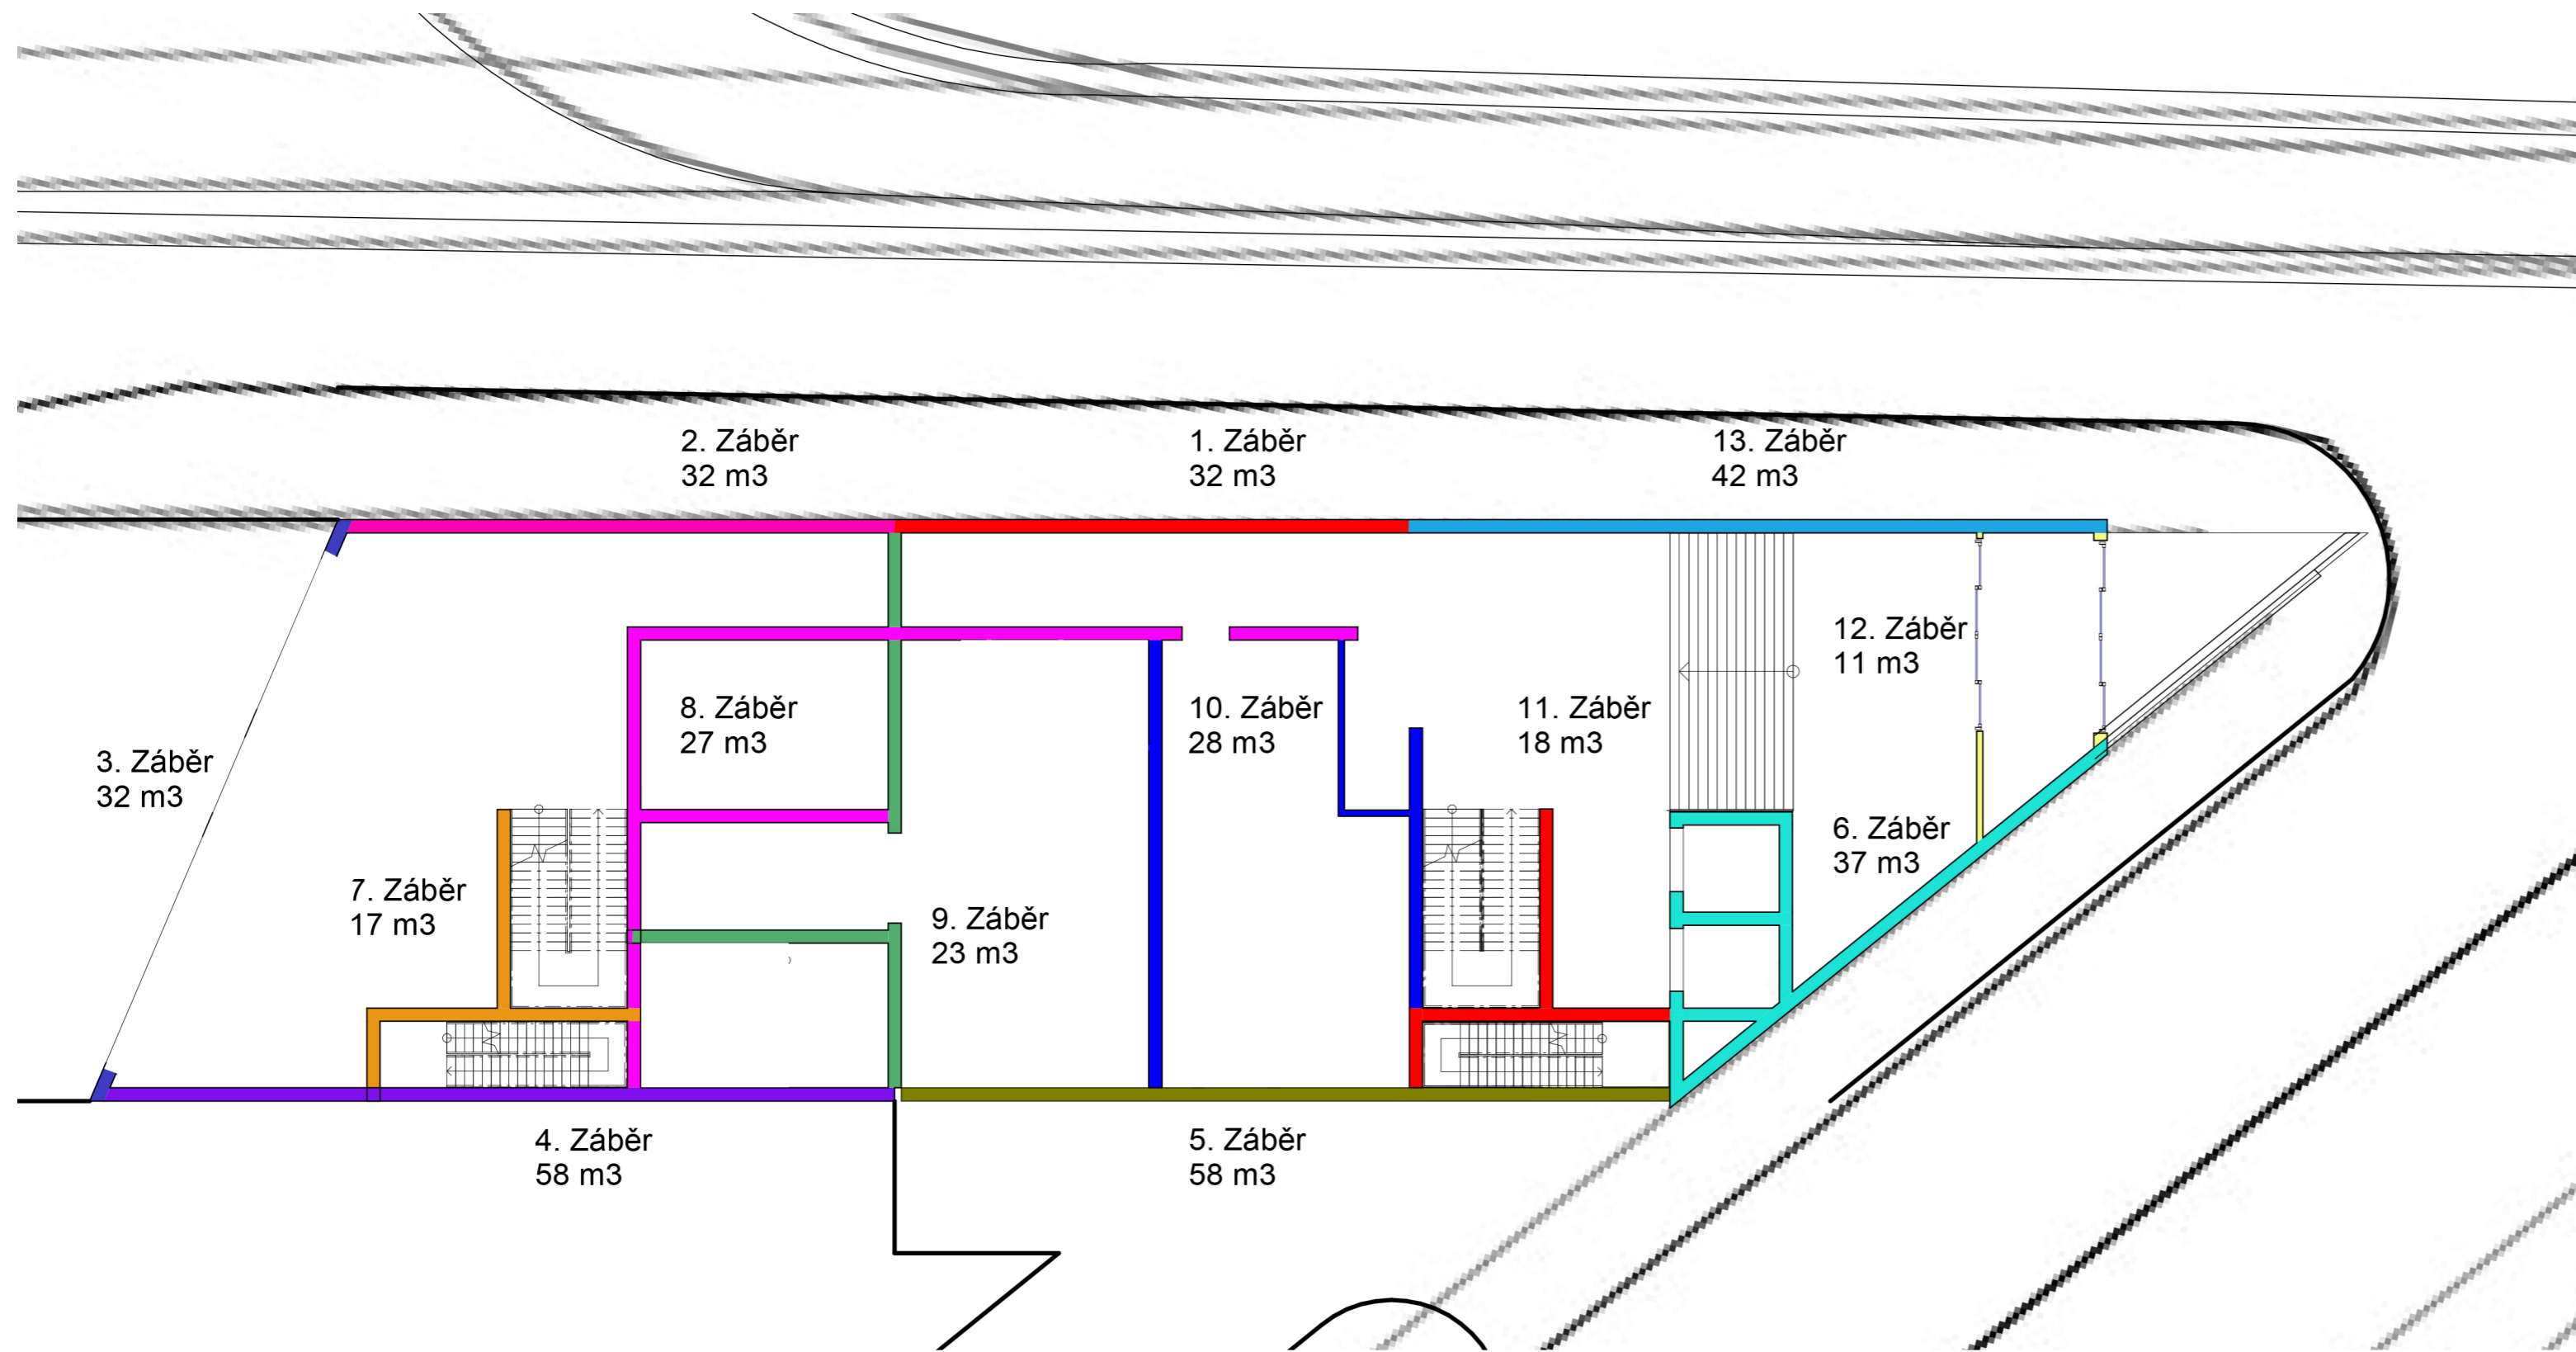 2. Záběr
32 m3
1. Záběr
32 m3
13. Záběr
42 m3
12. Záběr
11 m3
8. Záběr
27 m3
10. Záběr
28 m3
11. Záběr
18 m3
3. Záběr
32 m3
6. Záběr
37 m3
7. Záběr
17 m3
9. Záběr
23 m3
4. Záběr
58 m3
5. Záběr
58 m3